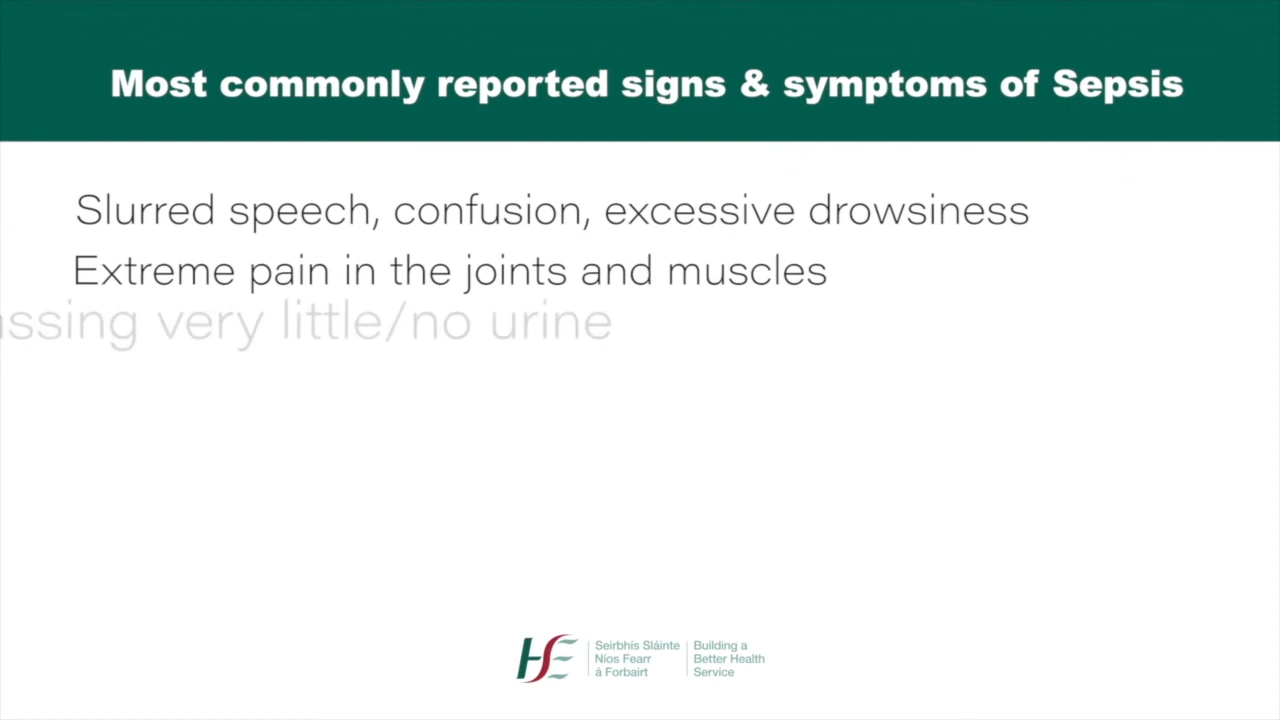 Most commonly reported signs & symptoms of Sepsis
Slurred speech, confusion, excessive drowsiness
Extreme pain in the joints and muscles
very little/no urine
HSE
Seirbhís Sláinte
Níos Fearr
á Forbairt
Building a
Better Health
Service